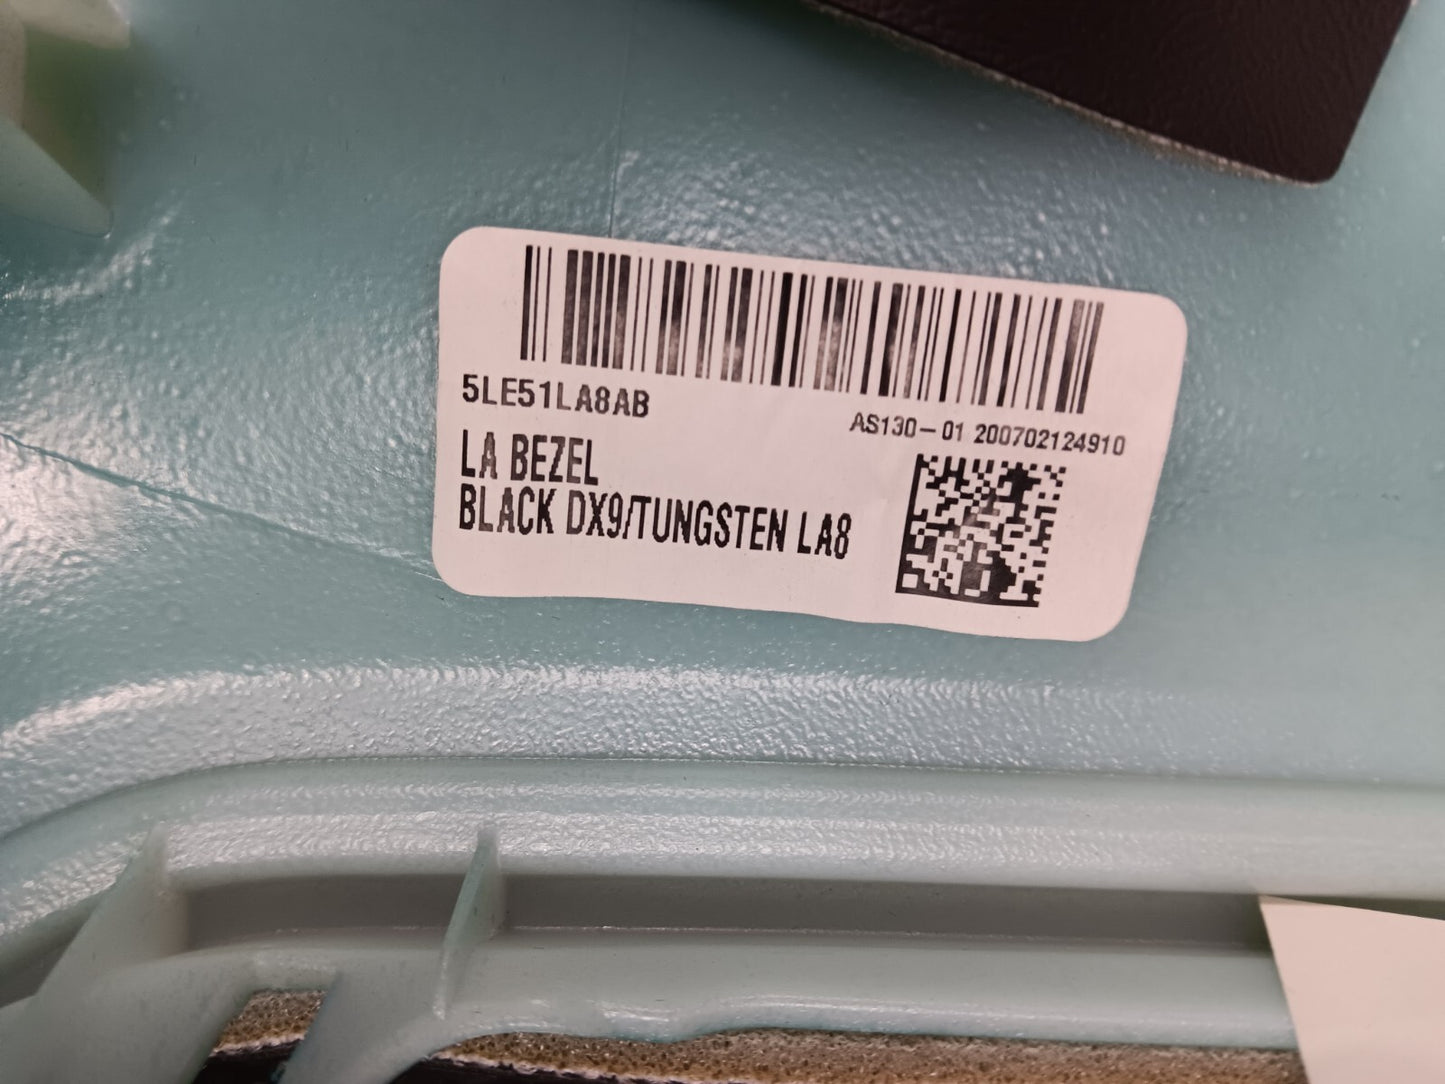 5LE51LA8AB
AS130-01 200702124910
LA BEZEL
BLACK DX9/TUNGSTEN LA8